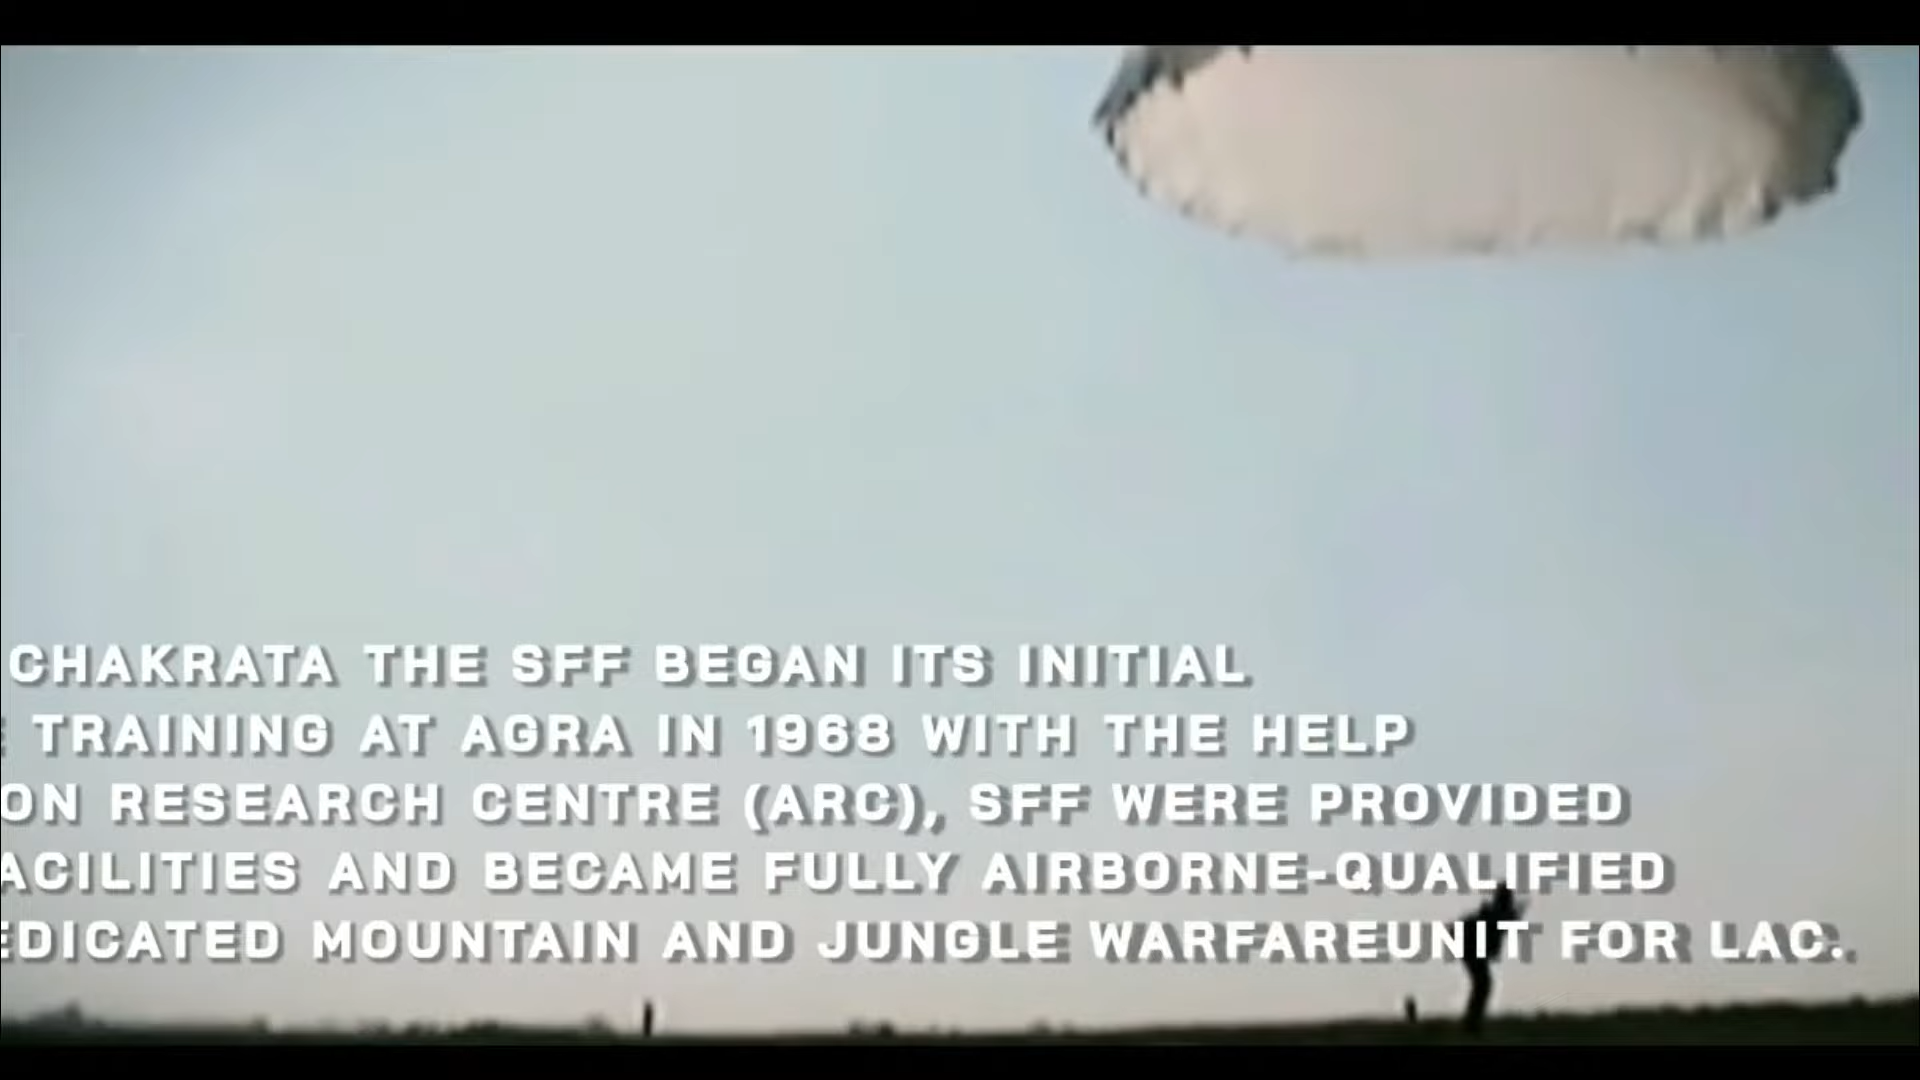 CHAKRATA THE SFF BEGAN ITS INITIAL
TRAINING AT AGRA IN 1968 WITH THE HELP
ON RESEARCH CENTRE (ARC), SFF WERE PROVIDED
ACILITIES AND BECAME FULLY AIRBORNE-QUALIFIED
EDICATED MOUNTAIN AND JUNGLE WARFAREUNIT FOR LAC.